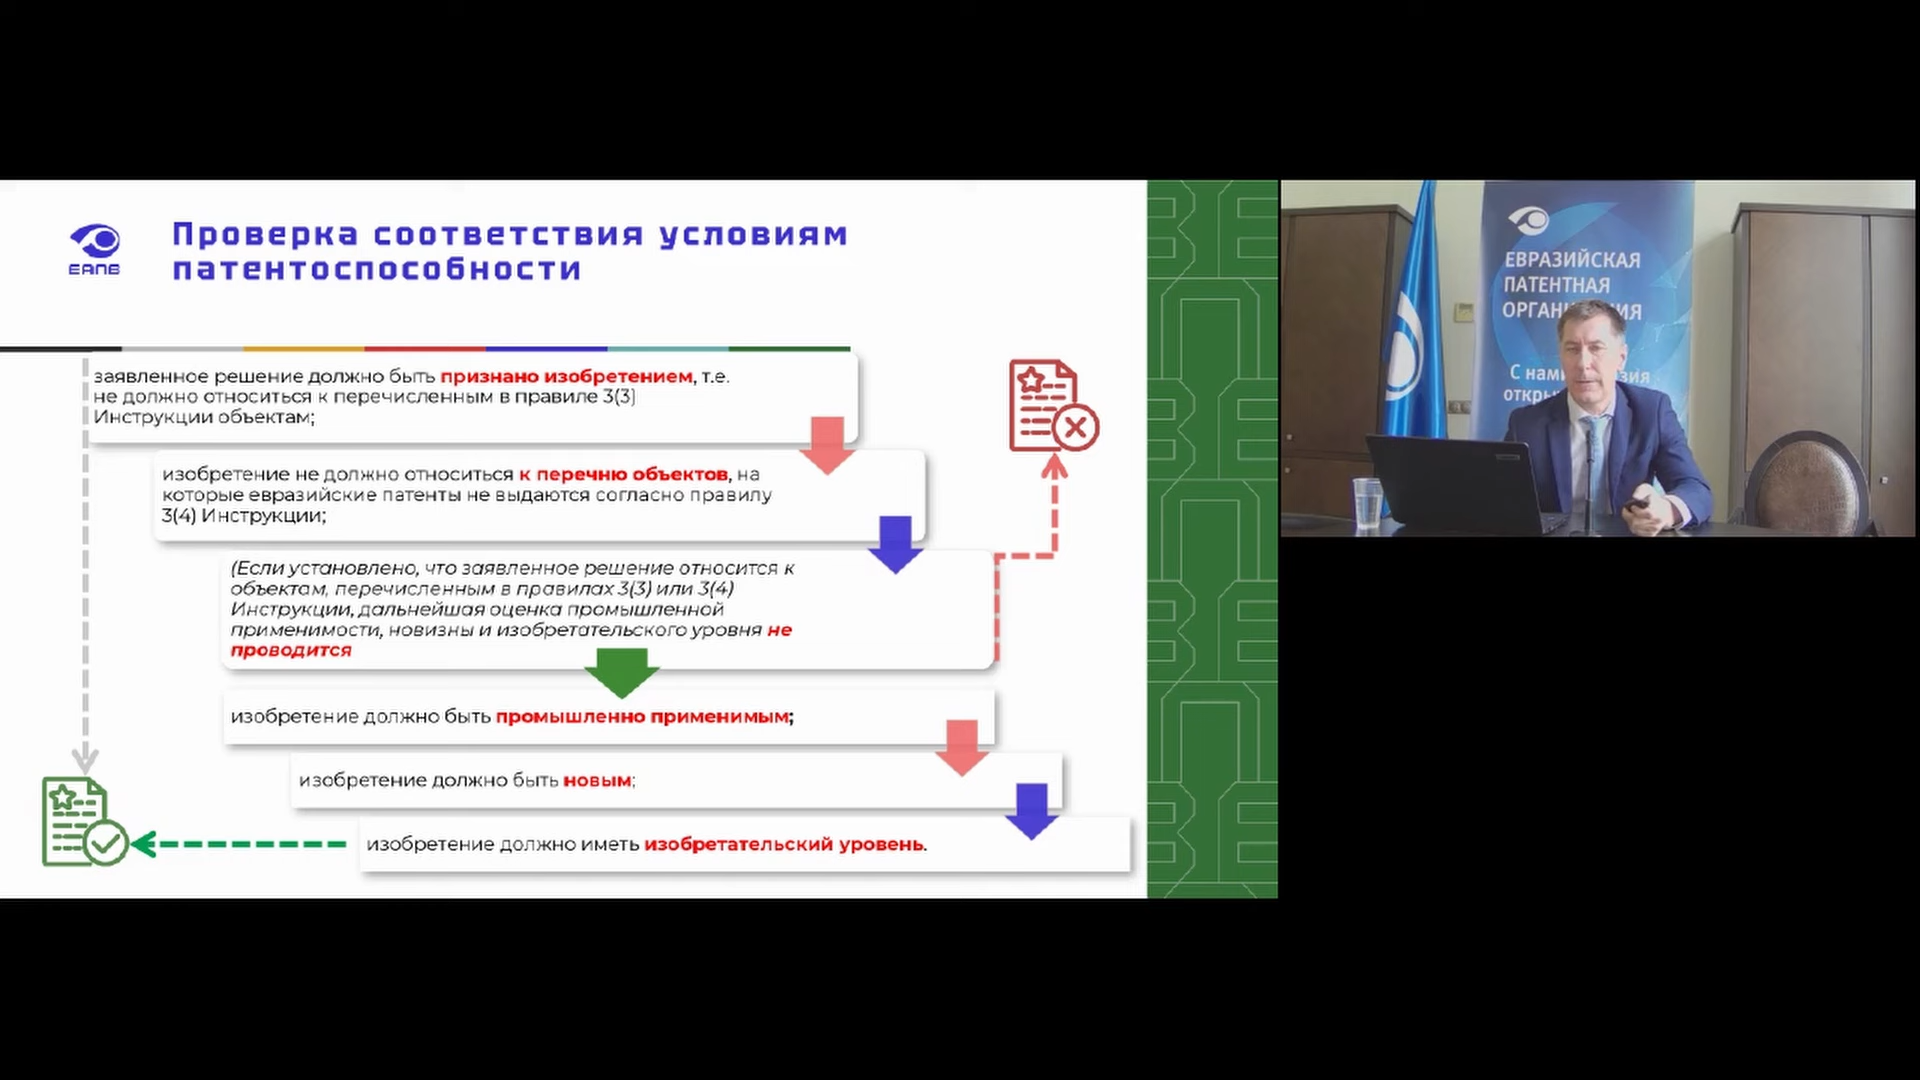 Проверка соответствия условиям
патентоспособности
ЕАПВ
заявленное решение должно быть признано изобретением, т.е.
не должно относиться к перечисленным в правиле 3(3)
Инструкции объектам;
изобретение не должно относиться к перечню объектов, на
которые евразийские патенты не выдаются согласно правилу
3(4) Инструкции;
(Если установлено, что заявленное решение относится к
объектам, перечисленным в правилах 3(3) или 3(4)
Инструкции, дальнейшая оценка промышленной
применимости, новизны и изобретательского уровня не
проводится
изобретение должно быть промышленно применимым;
изобретение должно быть новым;
изобретение должно иметь изобретательский уровень.
ЕВРАЗИЙСКАЯ
ПАТЕНТНАЯ
С